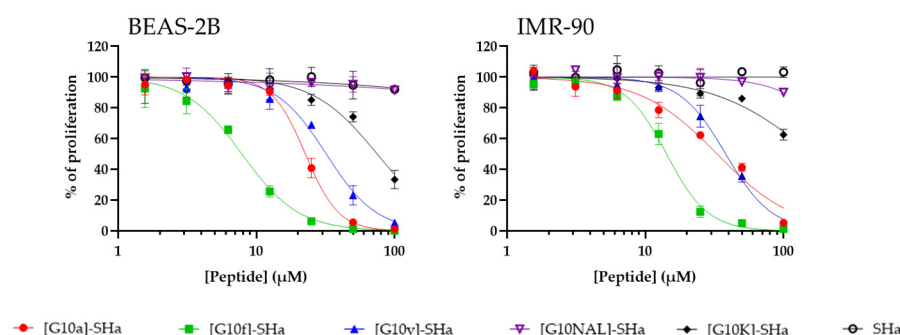 BEAS-2B
IMR-90
% of proliferation
120
100
80
60
40
20
0
1
10
100
[Peptide] (μM)
% of proliferation
120
100
80
60
40
20
0
1
10
100
[Peptide] (μM)
[G10a]-SHa [G10f]-SHa [G10v]-SHa [G10NAL]-SHa [G10K]-SHa SHa